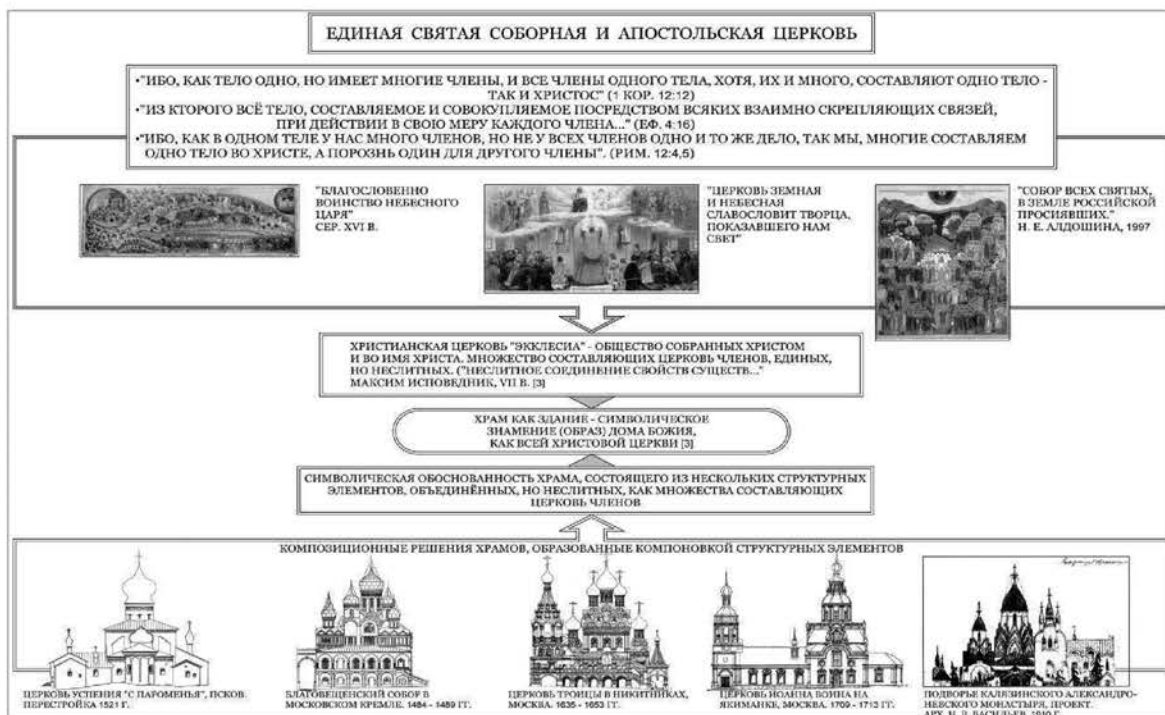 ЕДИНАЯ СВЯТАЯ СОБОРНАЯ И АПОСТОЛЬСКАЯ ЦЕРКОВЬ
•"ИБО, КАК ТЕЛО ОДНО, НО ИМЕЕТ МНОГИЕ ЧЛЕНЫ, И ВСЕ ЧЛЕНЫ ОДНОГО ТЕЛА, ХОТЯ, ИХ И МНОГО, СОСТАВЛЯЮТ ОДНО ТЕЛО -
ТАК И ХРИСТОС" (1 КОР. 12:12)
•"ИЗ КОТОРОГО ВСЁ ТЕЛО, СОСТАВЛЯЕМОЕ И СОВОКУПЛЯЕМОЕ ПОСРЕДСТВОМ ВСЯКИХ ВЗАИМНО СКРЕПЛЯЮЩИХ СВЯЗЕЙ,
ПРИ ДЕЙСТВИИ В СВОЮ МЕРУ КАЖДОГО ЧЛЕНА..." (ЕФ. 4:16)
•"ИБО, КАК В ОДНОМ ТЕЛЕ У НАС МНОГО ЧЛЕНОВ, НО НЕ У ВСЕХ ЧЛЕНОВ ОДНО И ТО ЖЕ ДЕЛО, ТАК МЫ, МНОГИЕ СОСТАВЛЯЕМ
ОДНО ТЕЛО ВО ХРИСТЕ, А ПОРОЗНЬ ОДИН ДЛЯ ДРУГОГО ЧЛЕНЫ". (РИМ. 12:4,5)
"БЛАГОСЛОВЕННО
ВОИНСТВО НЕБЕСНОГО
ЦАРЯ"
СЕР. XVI В.
"ЦЕРКОВЬ ЗЕМНАЯ
И НЕБЕСНАЯ
СЛАВОСЛОВИТ ТВОРЦА,
ПОКАЗАВШЕГО НАМ
СВЕТ"
"СОБОР ВСЕХ СВЯТЫХ,
В ЗЕМЛЕ РОССИЙСКОЙ
ПРОСИЯВШИХ."
Н. Е. АЛДОШИНА, 1997
ХРИСТИАНСКАЯ ЦЕРКОВЬ "ЭККЛЕСИА" - ОБЩЕСТВО СОБРАННЫХ ХРИСТОМ
И ВО ИМЯ ХРИСТА. МНОЖЕСТВО СОСТАВЛЯЮЩИХ ЦЕРКОВЬ ЧЛЕНОВ, ЕДИНЫХ,
НО НЕСЛИТНЫХ. ("НЕСЛИТНОЕ СОЕДИНЕНИЕ СВОЙСТВ СУЩЕСТВ..."
МАКСИМ ИСПОВЕДНИК, VII В. [3]
ХРАМ КАК ЗДАНИЕ - СИМВОЛИЧЕСКОЕ
ЗНАМЕНИЕ (ОБРАЗ) ДОМА БОЖИЯ,
КАК ВСЕЙ ХРИСТОВОЙ ЦЕРКВИ [3]
СИМВОЛИЧЕСКАЯ ОБОСНОВАННОСТЬ ХРАМА, СОСТОЯЩЕГО ИЗ НЕСКОЛЬКИХ СТРУКТУРНЫХ
ЭЛЕМЕНТОВ, ОБЪЕДИНЁННЫХ, НО НЕСЛИТНЫХ, КАК МНОЖЕСТВА СОСТАВЛЯЮЩИХ
ЦЕРКОВЬ ЧЛЕНОВ
КОМПОЗИЦИОННЫЕ РЕШЕНИЯ ХРАМОВ, ОБРАЗОВАННЫЕ КОМПОНОВКОЙ СТРУКТУРНЫХ ЭЛЕМЕНТОВ
ЦЕРКОВЬ УСПЕНИЯ "С ПАРОМЕНЬЯ", ПСКОВ.
ПЕРЕСТРОЙКА 1521 Г.
БЛАГОВЕЩЕНСКИЙ СОБОР В
МОСКОВСКОМ КРЕМЛЕ. 1484 - 1489 ГГ.
ЦЕРКОВЬ ТРОИЦЫ В НИКИТНИКАХ,
МОСКВА. 1635 - 1653 ГГ.
ЦЕРКОВЬ ИОАННА ВОИНА НА
ЯКИМАНКЕ, МОСКВА. 1709 - 1713 ГГ.
ПОДВОРЬЕ КАЛЯЗИНСКОГО АЛЕКСАНДРО-
НЕВСКОГО МОНАСТЫРЯ, ПРОЕКТ.
АРХ. Н. В. ВАСИЛЬЕВ, 1910 Г.